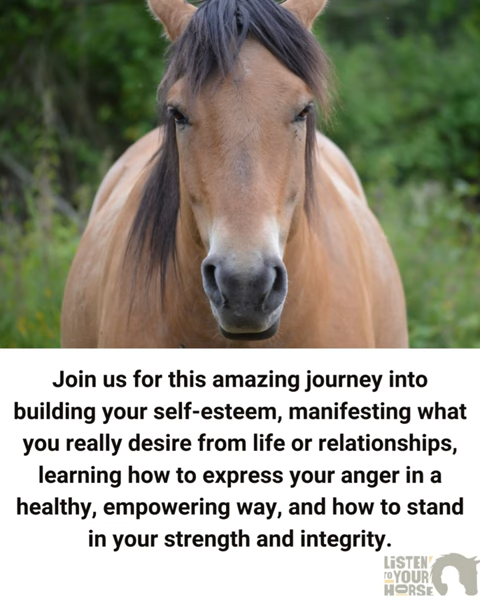 Join us for this amazing journey into
building your self-esteem, manifesting what
you really desire from life or relationships,
learning how to express your anger in a
healthy, empowering way, and how to stand
in your strength and integrity.
LiSTEN
TO YOUR
HORSE